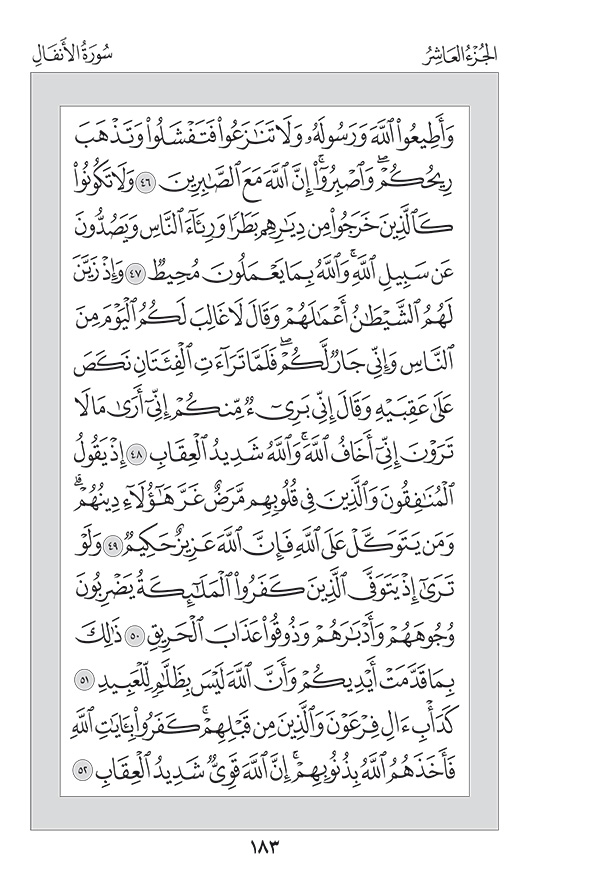 الجُزْءُ العَاشِرُ
سُورَةُ الأَنفَالِ
وَأَطِيعُوا۟ ٱللَّهَ وَرَسُولَهُۥ وَلَا تَنَـٰزَعُوا۟ فَتَفْشَلُوا۟ وَتَذْهَبَ
رِيحُكُمْ ۖ وَٱصْبِرُوٓا۟ ۚ إِنَّ ٱللَّهَ مَعَ ٱلصَّـٰبِرِينَ ٤٦ وَلَا تَكُونُوا۟
كَٱلَّذِينَ خَرَجُوا۟ مِن دِيَـٰرِهِم بَطَرًا وَرِئَآءَ ٱلنَّاسِ وَيَصُدُّونَ
عَن سَبِيلِ ٱللَّهِ ۚ وَٱللَّهُ بِمَا يَعْمَلُونَ مُحِيطٌ ٤٧ وَإِذْ زَيَّنَ
لَهُمُ ٱلشَّيْطَـٰنُ أَعْمَـٰلَهُمْ وَقَالَ لَا غَالِبَ لَكُمُ ٱلْيَوْمَ مِنَ
ٱلنَّاسِ وَإِنِّى جَارٌ لَّكُمْ ۖ فَلَمَّا تَرَآءَتِ ٱلْفِئَتَانِ نَكَصَ
عَلَىٰ عَقِبَيْهِ وَقَالَ إِنِّى بَرِىٓءٌ مِّنكُمْ إِنِّىٓ أَرَىٰ مَا لَا
تَرَوْنَ إِنِّىٓ أَخَافُ ٱللَّهَ ۚ وَٱللَّهُ شَدِيدُ ٱلْعِقَابِ ٤٨ إِذْ يَقُولُ
ٱلْمُنَـٰفِقُونَ وَٱلَّذِينَ فِى قُلُوبِهِم مَّرَضٌ غَرَّ هَـٰٓؤُلَآءِ دِينُهُمْ ۗ
وَمَن يَتَوَكَّلْ عَلَى ٱللَّهِ فَإِنَّ ٱللَّهَ عَزِيزٌ حَكِيمٌ ٤٩ وَلَوْ
تَرَىٰٓ إِذْ يَتَوَفَّى ٱلَّذِينَ كَفَرُوا۟ ٱلْمَلَـٰٓئِكَةُ يَضْرِبُونَ
وُجُوهَهُمْ وَأَدْبَـٰرَهُمْ وَذُوقُوا۟ عَذَابَ ٱلْحَرِيقِ ٥٠ ذَٰلِكَ
بِمَا قَدَّمَتْ أَيْدِيكُمْ وَأَنَّ ٱللَّهَ لَيْسَ بِظَلَّـٰمٍ لِّلْعَبِيدِ ٥١
كَدَأْبِ ءَالِ فِرْعَوْنَ وَٱلَّذِينَ مِن قَبْلِهِمْ ۚ كَفَرُوا۟ بِـَٔايَـٰتِ ٱللَّهِ
فَأَخَذَهُمُ ٱللَّهُ بِذُنُوبِهِمْ ۗ إِنَّ ٱللَّهَ قَوِىٌّ شَدِيدُ ٱلْعِقَابِ ٥٢
١٨٣